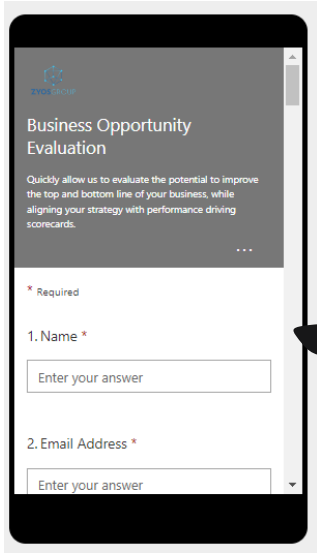 ZYOSGROUP
Business Opportunity
Evaluation
Quickly allow us to evaluate the potential to improve
the top and bottom line of your business, while
aligning your strategy with performance driving
scorecards.
...
* Required
1. Name *
Enter your answer
2. Email Address *
Enter your answer